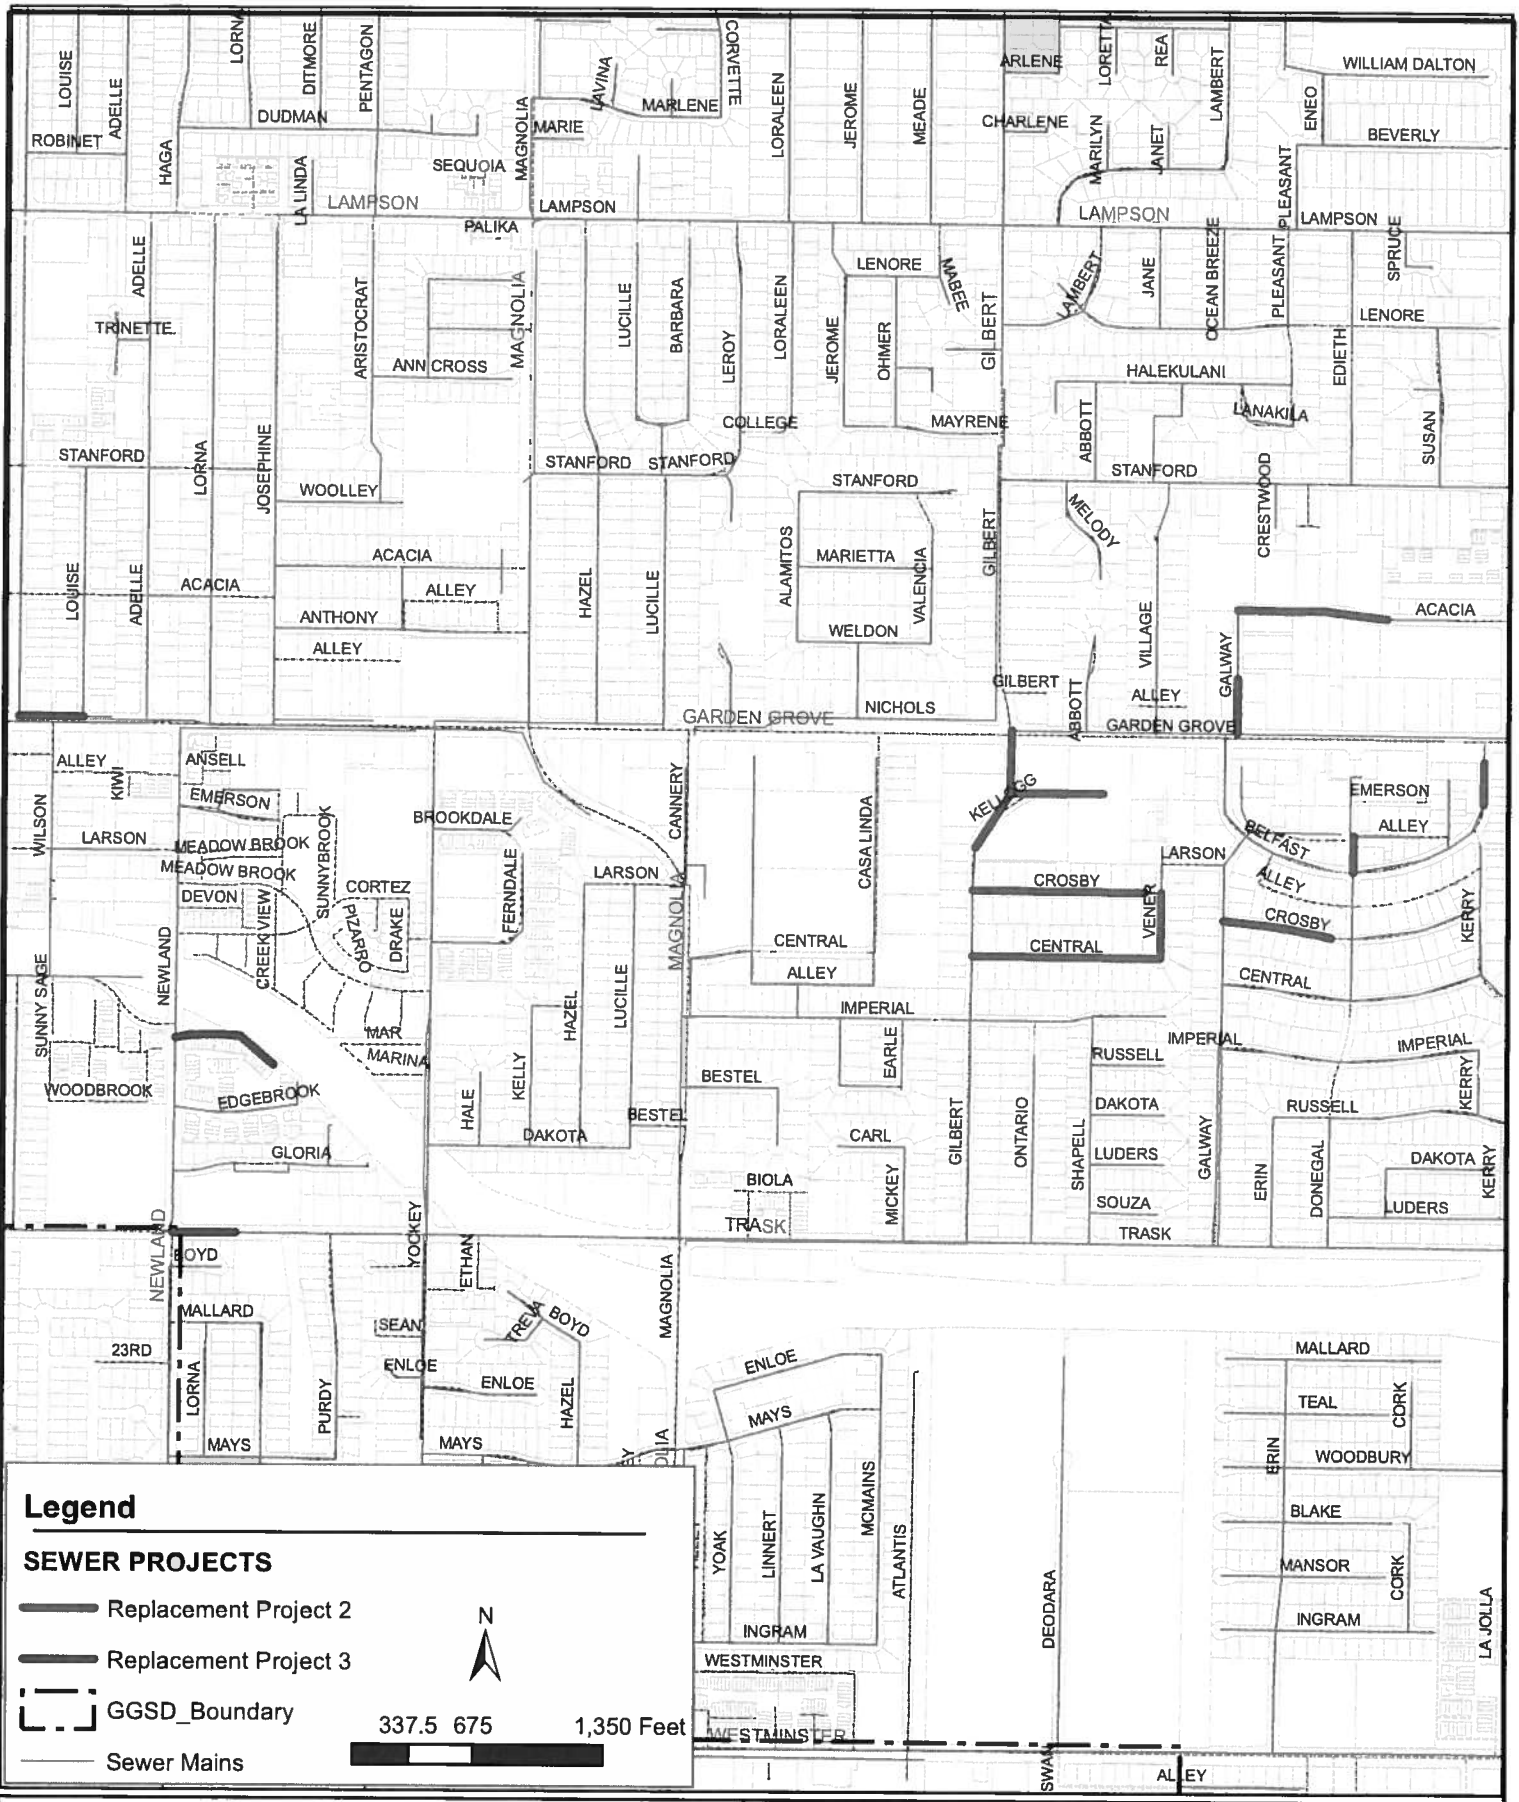 LOUISE
ADELLE
LORNA
DITMORE
PENTAGON
CORVETTE
ARLENE
LORETTA
REA
LAMBERT
WILLIAM DALTON
LAVINA
MARLENE
LORALEEN
JEROME
MEADE
ENEO
DUDMAN
MAGNOLIA
MARIE
CHARLENE
MARILYN
JANET
BEVERLY
ROBINET
HAGA
LA LINDA
SEQUOIA
PLEASANT
LAMPSON
LAMPSON
LAMPSON
LAMPSON
PALIKA
ADELLE
TRINETTE
ARISTOCRAT
MAGNOLIA
ANN CROSS
LUCILLE
BARBARA
LEROY
LORALEEN
JEROME
LENORE
OHMER
MABEE
GILBERT
LAMBERT
JANE
OCEAN BREEZE
PLEASANT
SPRUCE
LENORE
EDIETH
HALEKULANI
LANAKILA
ABBOTT
SUSAN
COLLEGE
MAYRENE
STANFORD
LORNA
JOSEPHINE
WOOLLEY
STANFORD
STANFORD
STANFORD
STANFORD
CRESTWOOD
MELODY
ALAMITOS
MARIETTA
VALENCIA
GILBERT
ACACIA
ALLEY
LOUISE
ADELLE
ACACIA
ANTHONY
ALLEY
HAZEL
LUCILLE
WELDON
VILLAGE
ACACIA
GALWAY
GILBERT
ABBOTT
ALLEY
NICHOLS
GARDEN GROVE
GARDEN GROVE
ALLEY
KIWI
ANSELL
EMERSON
WILSON
LARSON
MEADOW BROOK
MEADOW BROOK
SUNNYBROOK
BROOKDALE
CANNERY
CASA LINDA
KELLOGG
EMERSON
ALLEY
BELFAST
LARSON
ALLEY
DEVON
CREEK VIEW
CORTEZ
PIZARRO
DRAKE
FERNDALE
LARSON
MAGNOLIA
CROSBY
VENER
CROSBY
KERRY
CENTRAL
ALLEY
CENTRAL
CENTRAL
SUNNY SAGE
NEWLAND
HAZEL
LUCILLE
IMPERIAL
MAR
MARINA
EARLE
RUSSELL
IMPERIAL
IMPERIAL
WOODBROOK
EDGEBROOK
KELLY
HALE
BESTEL
BESTEL
DAKOTA
RUSSELL
KERRY
GLORIA
DAKOTA
CARL
GILBERT
ONTARIO
SHAPELL
LUDERS
GALWAY
ERIN
DONEGAL
DAKOTA
KERRY
BIOLA
MICKEY
SOUZA
LUDERS
TRASK
TRASK
NEWLAND
BOYD
YOCKEY
ETHAN
MAGNOLIA
MALLARD
SEAN
TREVA
BOYD
23RD
ENLOE
ENLOE
ENLOE
MALLARD
LORNA
PURDY
HAZEL
MAYS
TEAL
CORK
MAYS
MAYS
EY
OLIA
ERIN
WOODBURY
YOAK
LINNERT
LA VAUGHN
MCMAINS
ATLANTIS
BLAKE
DEODARA
MANSOR
CORK
INGRAM
INGRAM
LA JOLLA
WESTMINSTER
WESTMINSTER
SWAN
ALLEY
Legend
SEWER PROJECTS
Replacement Project 2
Replacement Project 3
GGSD_Boundary
Sewer Mains
N
337.5 675 1,350 Feet